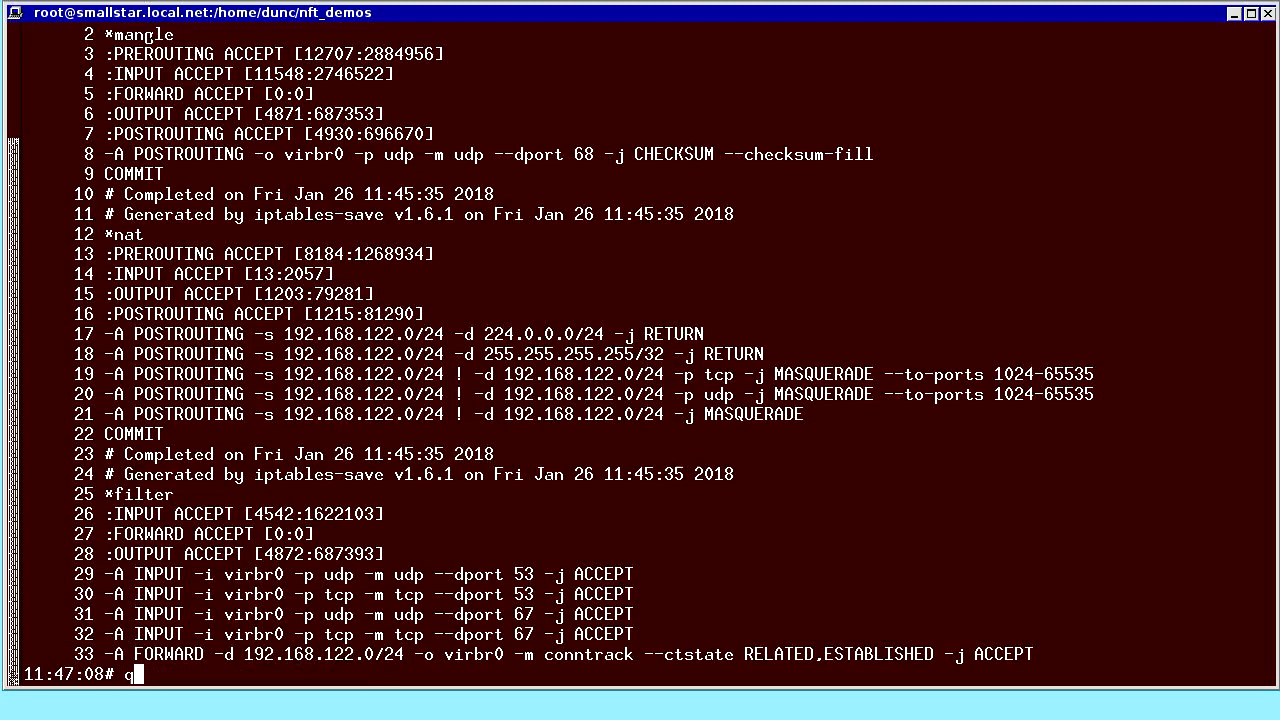 root@smallstar.local.net:/home/dunc/nft_demos
2 *mangle
3 :PREROUTING ACCEPT [12707:2884956]
4 :INPUT ACCEPT [11548:2746522]
5 :FORWARD ACCEPT [0:0]
6 :OUTPUT ACCEPT [4871:687353]
7 :POSTROUTING ACCEPT [4930:696670]
8 -A POSTROUTING -o virbr0 -p udp -m udp --dport 68 -j CHECKSUM --checksum-fill
9 COMMIT
10 # Completed on Fri Jan 26 11:45:35 2018
11 # Generated by iptables-save v1.6.1 on Fri Jan 26 11:45:35 2018
12 *nat
13 :PREROUTING ACCEPT [8184:1268934]
14 :INPUT ACCEPT [13:2057]
15 :OUTPUT ACCEPT [1203:79281]
16 :POSTROUTING ACCEPT [1215:81290]
17 -A POSTROUTING -s 192.168.122.0/24 -d 224.0.0.0/24 -j RETURN
18 -A POSTROUTING -s 192.168.122.0/24 -d 255.255.255.255/32 -j RETURN
19 -A POSTROUTING -s 192.168.122.0/24 ! -d 192.168.122.0/24 -p tcp -j MASQUERADE --to-ports 1024-65535
20 -A POSTROUTING -s 192.168.122.0/24 ! -d 192.168.122.0/24 -p udp -j MASQUERADE --to-ports 1024-65535
21 -A POSTROUTING -s 192.168.122.0/24 ! -d 192.168.122.0/24 -j MASQUERADE
22 COMMIT
23 # Completed on Fri Jan 26 11:45:35 2018
24 # Generated by iptables-save v1.6.1 on Fri Jan 26 11:45:35 2018
25 *filter
26 :INPUT ACCEPT [4542:1622103]
27 :FORWARD ACCEPT [0:0]
28 :OUTPUT ACCEPT [4872:687393]
29 -A INPUT -i virbr0 -p udp -m udp --dport 53 -j ACCEPT
30 -A INPUT -i virbr0 -p tcp -m tcp --dport 53 -j ACCEPT
31 -A INPUT -i virbr0 -p udp -m udp --dport 67 -j ACCEPT
32 -A INPUT -i virbr0 -p tcp -m tcp --dport 67 -j ACCEPT
33 -A FORWARD -d 192.168.122.0/24 -o virbr0 -m conntrack --ctstate RELATED,ESTABLISHED -j ACCEPT
11:47:08# q